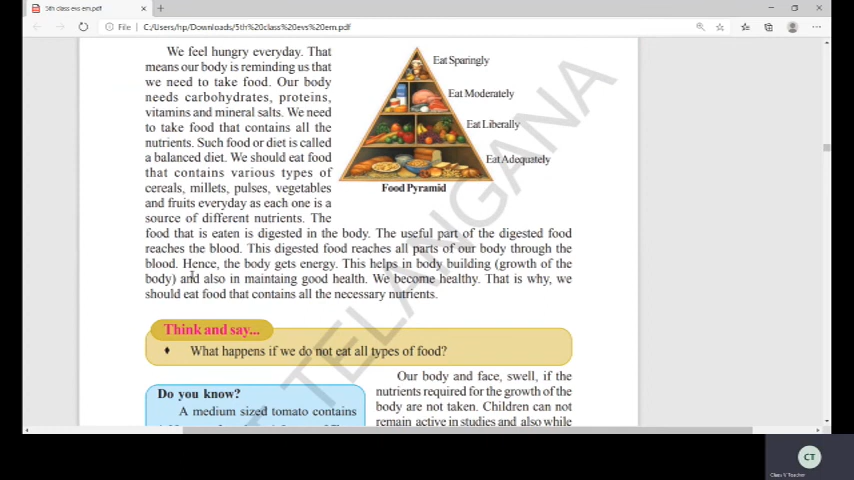 5th class evs em.pdf
File | C:/Users/hp/Downloads/5th%20class%20evs%20em.pdf
We feel hungry everyday. That
means our body is reminding us that
we need to take food. Our body
needs carbohydrates, proteins,
vitamins and mineral salts. We need
to take food that contains all the
nutrients. Such food or diet is called
a balanced diet. We should eat food
that contains various types of
cereals, millets, pulses, vegetables
and fruits everyday as each one is a
source of different nutrients. The
food that is eaten is digested in the body. The useful part of the digested food
reaches the blood. This digested food reaches all parts of our body through the
blood. Hence, the body gets energy. This helps in body building (growth of the
body) and also in maintaing good health. We become healthy. That is why, we
should eat food that contains all the necessary nutrients.
Eat Sparingly
Eat Moderately
Eat Liberally
Eat Adequately
Food Pyramid
Think and say...
♦ What happens if we do not eat all types of food?
Do you know?
A medium sized tomato contains
Our body and face, swell, if the
nutrients required for the growth of the
body are not taken. Children can not
remain active in studies and also while
TELANGANA
CT
Class V Teacher